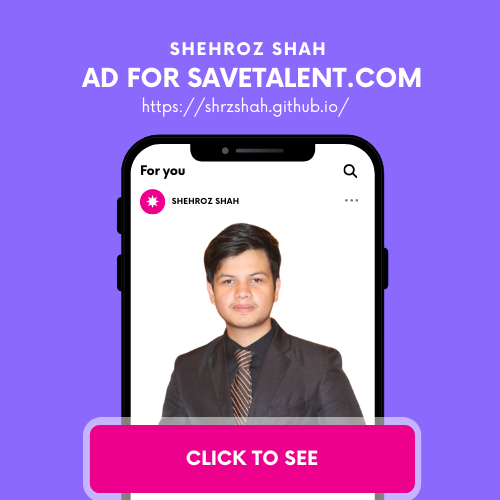 SHEHROZ SHAH
AD FOR SAVETALENT.COM
https://shrzshah.github.io/
For you
SHEHROZ SHAH
CLICK TO SEE